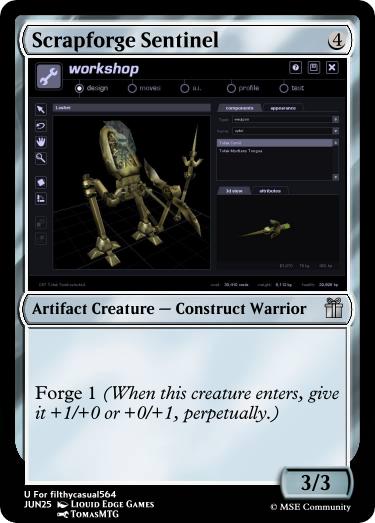 Scrapforge Sentinel 4
workshop
design moves a.i. profile test
components appearance
3d view attributes
Artifact Creature — Construct Warrior
Forge 1 (When this creature enters, give
it +1/+0 or +0/+1, perpetually.)
3/3
U For filthycasual564
JUN25 Liquid Edge Games
TomasMTG
© MSE Community